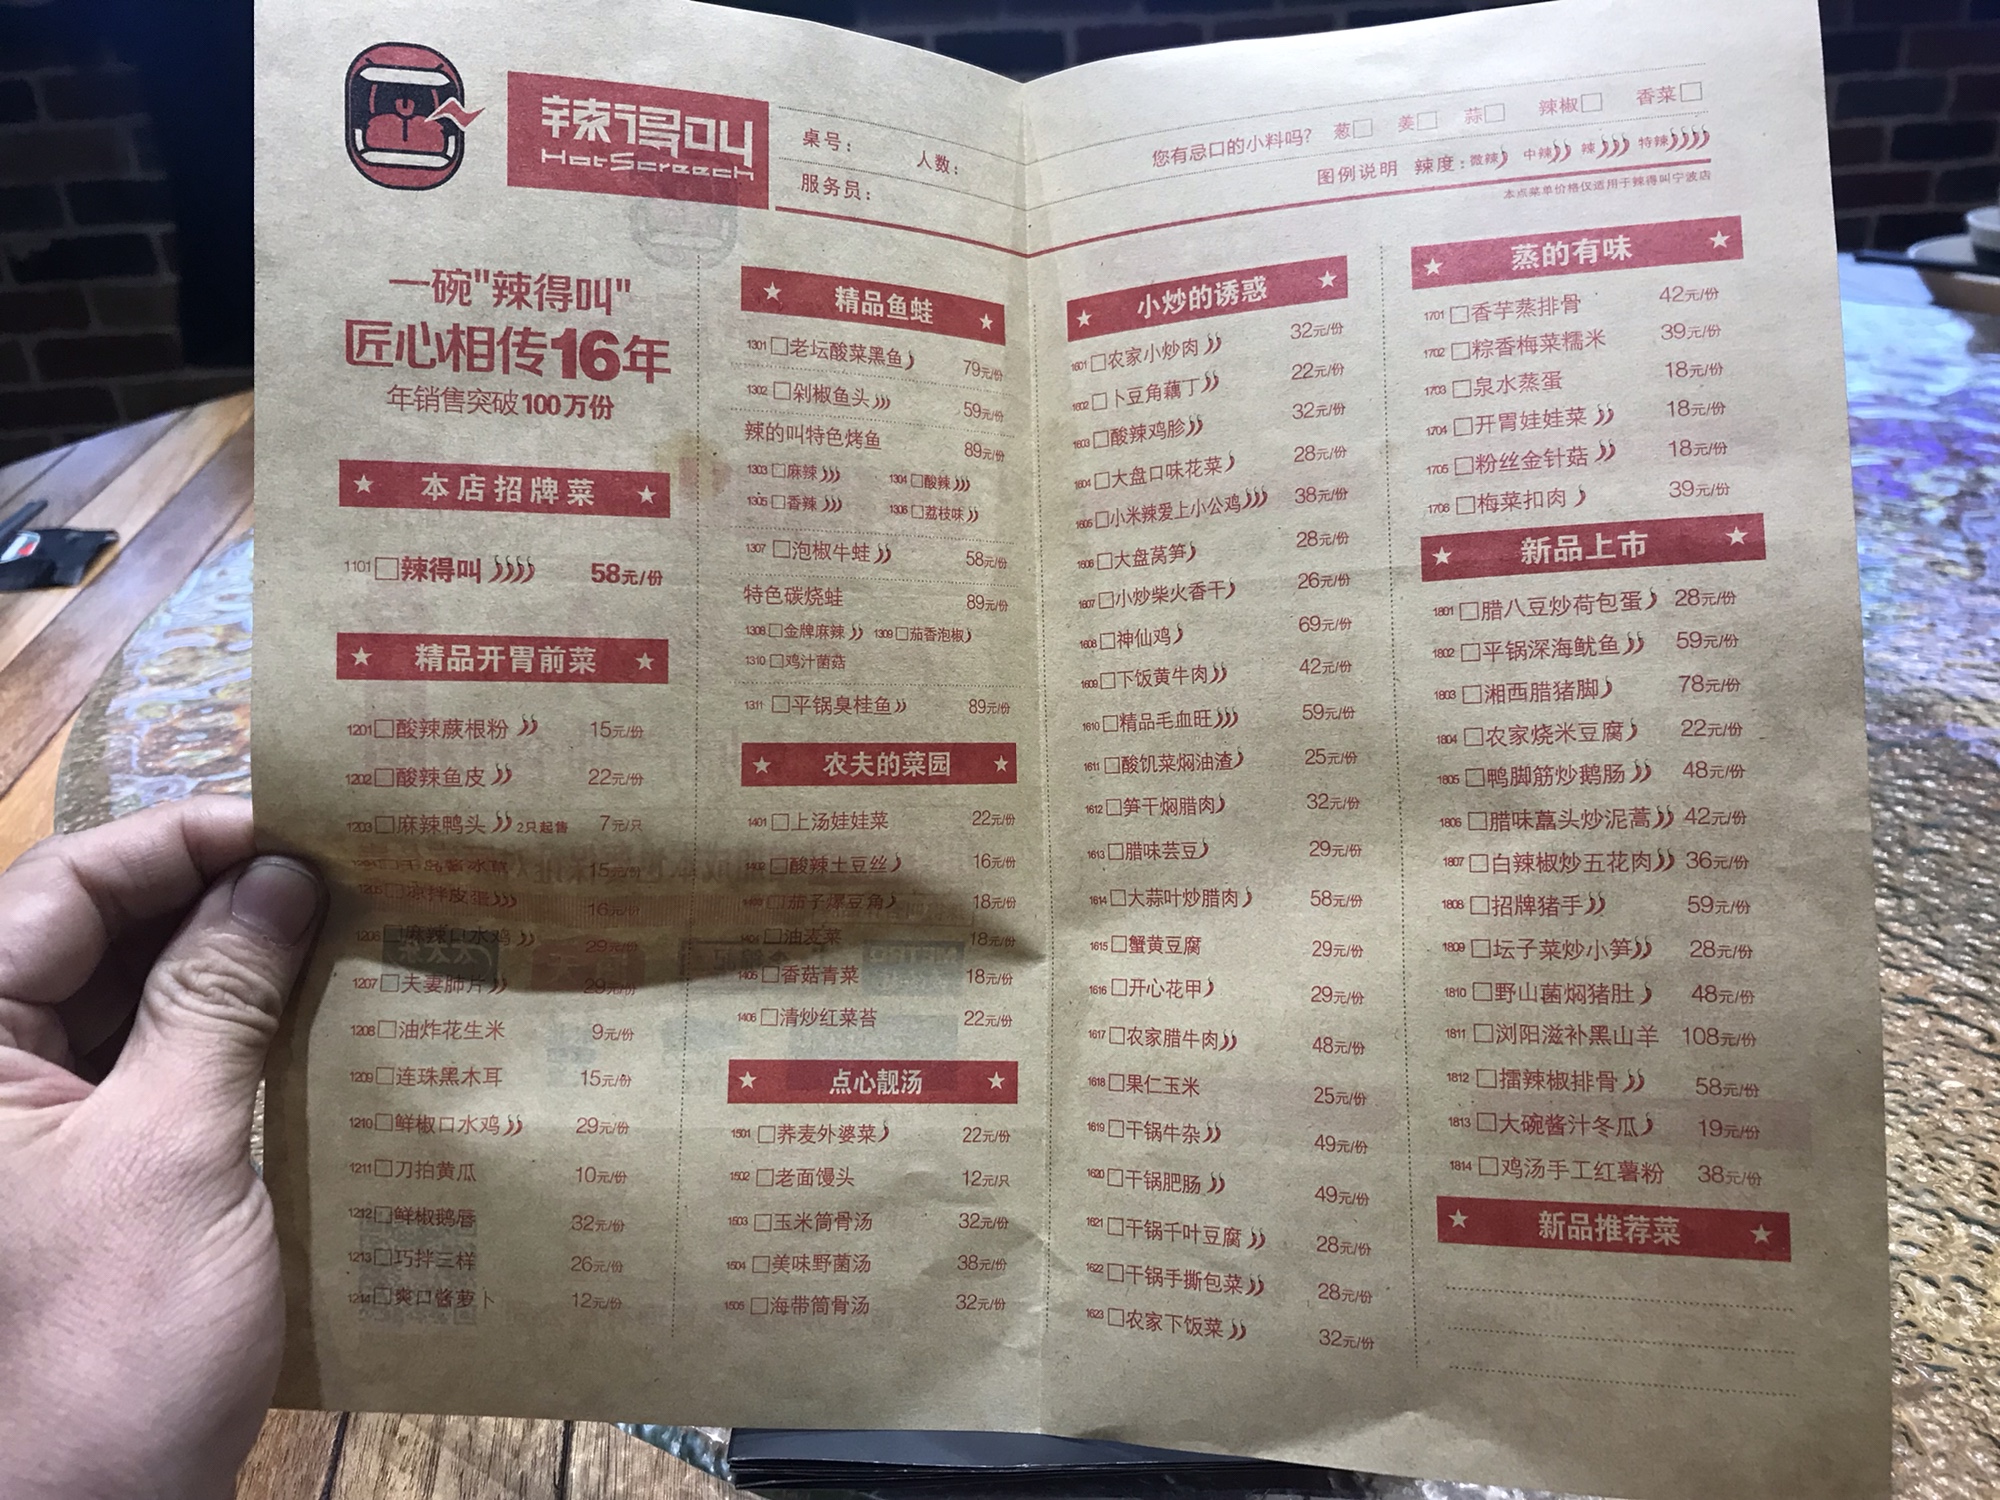 辣得叫
HotScreech
桌号：
人数：
服务员：
您有忌口的小料吗? 葱□ 姜□ 蒜□ 辣椒□ 香菜□
图例说明 辣度：微辣 中辣 辣 特辣
本点菜单价格仅适用于辣得叫宁波店
一碗"辣得叫"
匠心相传16年
年销售突破100万份
本店招牌菜
1101□辣得叫 58元/份
精品开胃前菜
1201□酸辣蕨根粉 15元/份
1202□酸辣鱼皮 22元/份
1203□麻辣鸭头 2只起售 7元/只
1204□千岛酱冰草 15元/份
1205□凉拌皮蛋 16元/份
1206□麻辣口水鸡 29元/份
1207□夫妻肺片 29元/份
1208□油炸花生米 9元/份
1209□连珠黑木耳 15元/份
1210□鲜椒口水鸡 29元/份
1211□刀拍黄瓜 10元/份
1212□鲜椒鹅唇 32元/份
1213□巧拌三样 26元/份
1214□爽口酱萝卜 12元/份
精品鱼蛙
1301□老坛酸菜黑鱼 79元/份
1302□剁椒鱼头 59元/份
辣的叫特色烤鱼 89元/份
1303□麻辣 1304□酸辣
1305□香辣 1306□荔枝味
1307□泡椒牛蛙 58元/份
特色碳烧蛙 89元/份
1308□金牌麻辣 1309□茄香泡椒
1310□鸡汁菌菇
1311□平锅臭桂鱼 89元/份
农夫的菜园
1401□上汤娃娃菜 22元/份
1402□酸辣土豆丝 16元/份
1403□茄子爆豆角 18元/份
1404□油麦菜 18元/份
1405□香菇青菜 18元/份
1406□清炒红菜苔 22元/份
点心靓汤
1501□荞麦外婆菜 22元/份
1502□老面馒头 12元/只
1503□玉米筒骨汤 32元/份
1504□美味野菌汤 38元/份
1505□海带筒骨汤 32元/份
小炒的诱惑
1601□农家小炒肉 32元/份
1602□卜豆角藕丁 22元/份
1603□酸辣鸡胗 32元/份
1604□大盘口味花菜 28元/份
1605□小米辣爱上小公鸡 38元/份
1606□大盘莴笋 28元/份
1607□小炒柴火香干 26元/份
1608□神仙鸡 69元/份
1609□下饭黄牛肉 42元/份
1610□精品毛血旺 59元/份
1611□酸饥菜焖油渣 25元/份
1612□笋干焖腊肉 32元/份
1613□腊味芸豆 29元/份
1614□大蒜叶炒腊肉 58元/份
1615□蟹黄豆腐 29元/份
1616□开心花甲 29元/份
1617□农家腊牛肉 48元/份
1618□果仁玉米 25元/份
1619□干锅牛杂 49元/份
1620□干锅肥肠 49元/份
1621□干锅千叶豆腐 28元/份
1622□干锅手撕包菜 28元/份
1623□农家下饭菜 32元/份
蒸的有味
1701□香芋蒸排骨 42元/份
1702□粽香梅菜糯米 39元/份
1703□泉水蒸蛋 18元/份
1704□开胃娃娃菜 18元/份
1705□粉丝金针菇 18元/份
1706□梅菜扣肉 39元/份
新品上市
1801□腊八豆炒荷包蛋 28元/份
1802□平锅深海鱿鱼 59元/份
1803□湘西腊猪脚 78元/份
1804□农家烧米豆腐 22元/份
1805□鸭脚筋炒鹅肠 48元/份
1806□腊味藠头炒泥蒿 42元/份
1807□白辣椒炒五花肉 36元/份
1808□招牌猪手 59元/份
1809□坛子菜炒小笋 28元/份
1810□野山菌焖猪肚 48元/份
1811□浏阳滋补黑山羊 108元/份
1812□擂辣椒排骨 58元/份
1813□大碗酱汁冬瓜 19元/份
1814□鸡汤手工红薯粉 38元/份
新品推荐菜